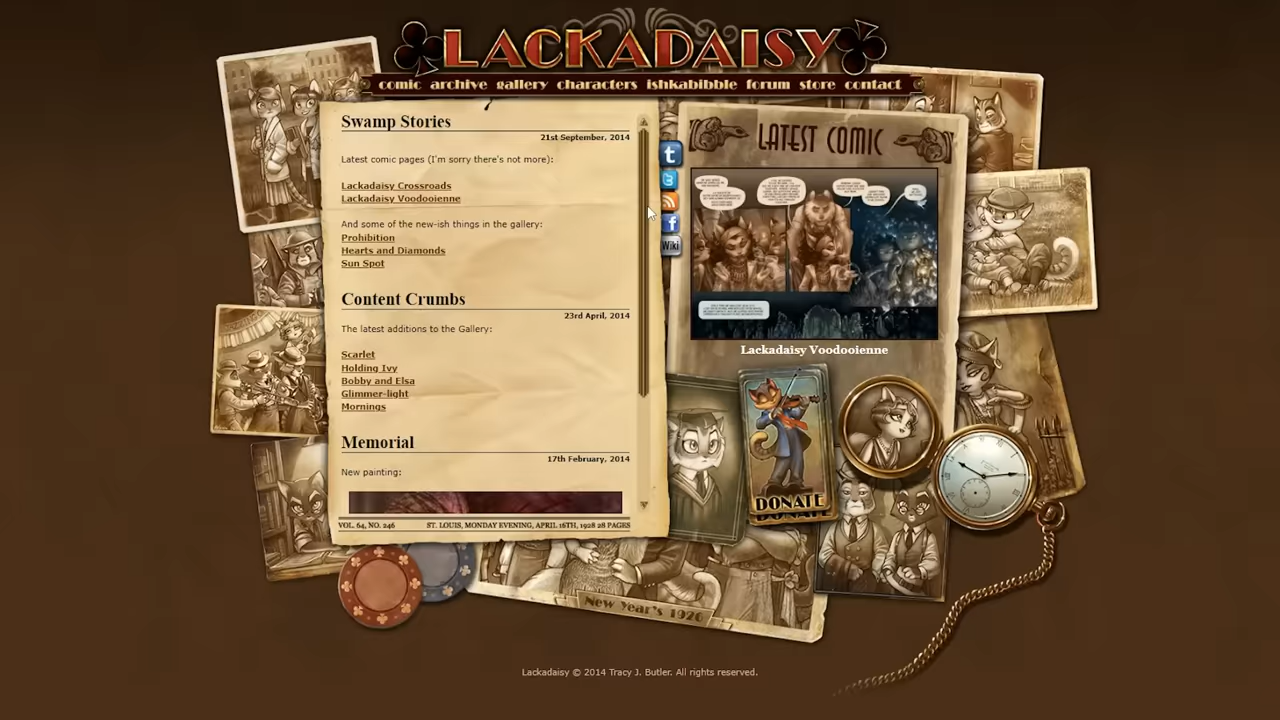 LACKADAISY
comic archive gallery characters ishkabibble forum store contact
Swamp Stories
21st September, 2014
Latest comic pages (I'm sorry there's not more):
Lackadaisy Crossroads
Lackadaisy Voodooienne
And some of the new-ish things in the gallery:
Prohibition
Hearts and Diamonds
Sun Spot
Content Crumbs
23rd April, 2014
The latest additions to the Gallery:
Scarlet
Holding Ivy
Bobby and Elsa
Glimmer-light
Mornings
Memorial
17th February, 2014
New painting:
VOL. 64, NO. 246 ST. LOUIS, MONDAY EVENING, APRIL 16TH, 1928 28 PAGES
t
f
Wiki
LATEST COMIC
Lackadaisy Voodooienne
DONATE
New Year's 1920
Lackadaisy © 2014 Tracy J. Butler. All rights reserved.